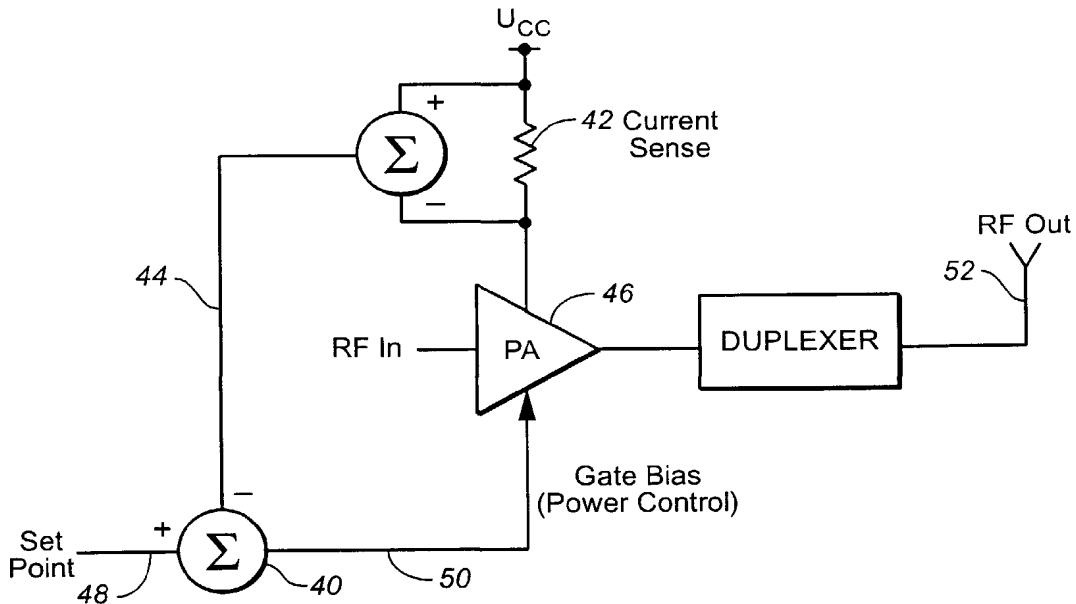 UCC
+
Σ
−
42 Current
Sense
RF Out
52
44
46
RF In
PA
DUPLEXER
Gate Bias
(Power Control)
−
+
Set
Point
Σ
48
40
50